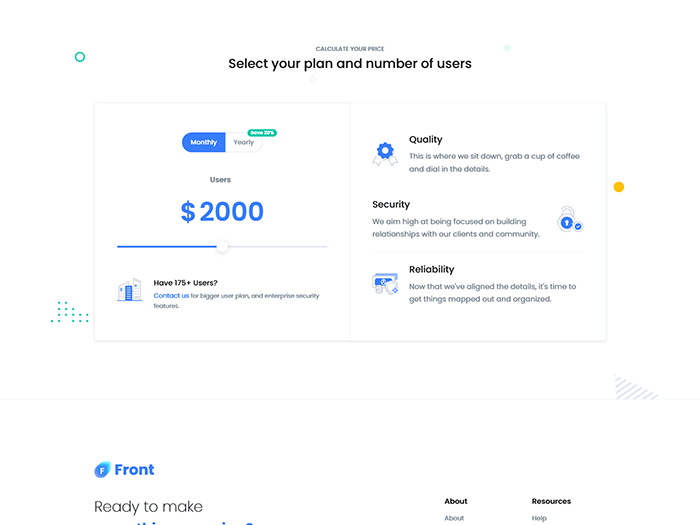 CALCULATE YOUR PRICE
Select your plan and number of users
Monthly
Yearly
Save 20%
Users
$ 2000
Have 175+ Users?
Contact us for bigger user plan, and enterprise security
features.
Quality
This is where we sit down, grab a cup of coffee
and dial in the details.
Security
We aim high at being focused on building
relationships with our clients and community.
Reliability
Now that we've aligned the details, it's time to
get things mapped out and organized.
F Front
Ready to make
About
Resources
About
Help